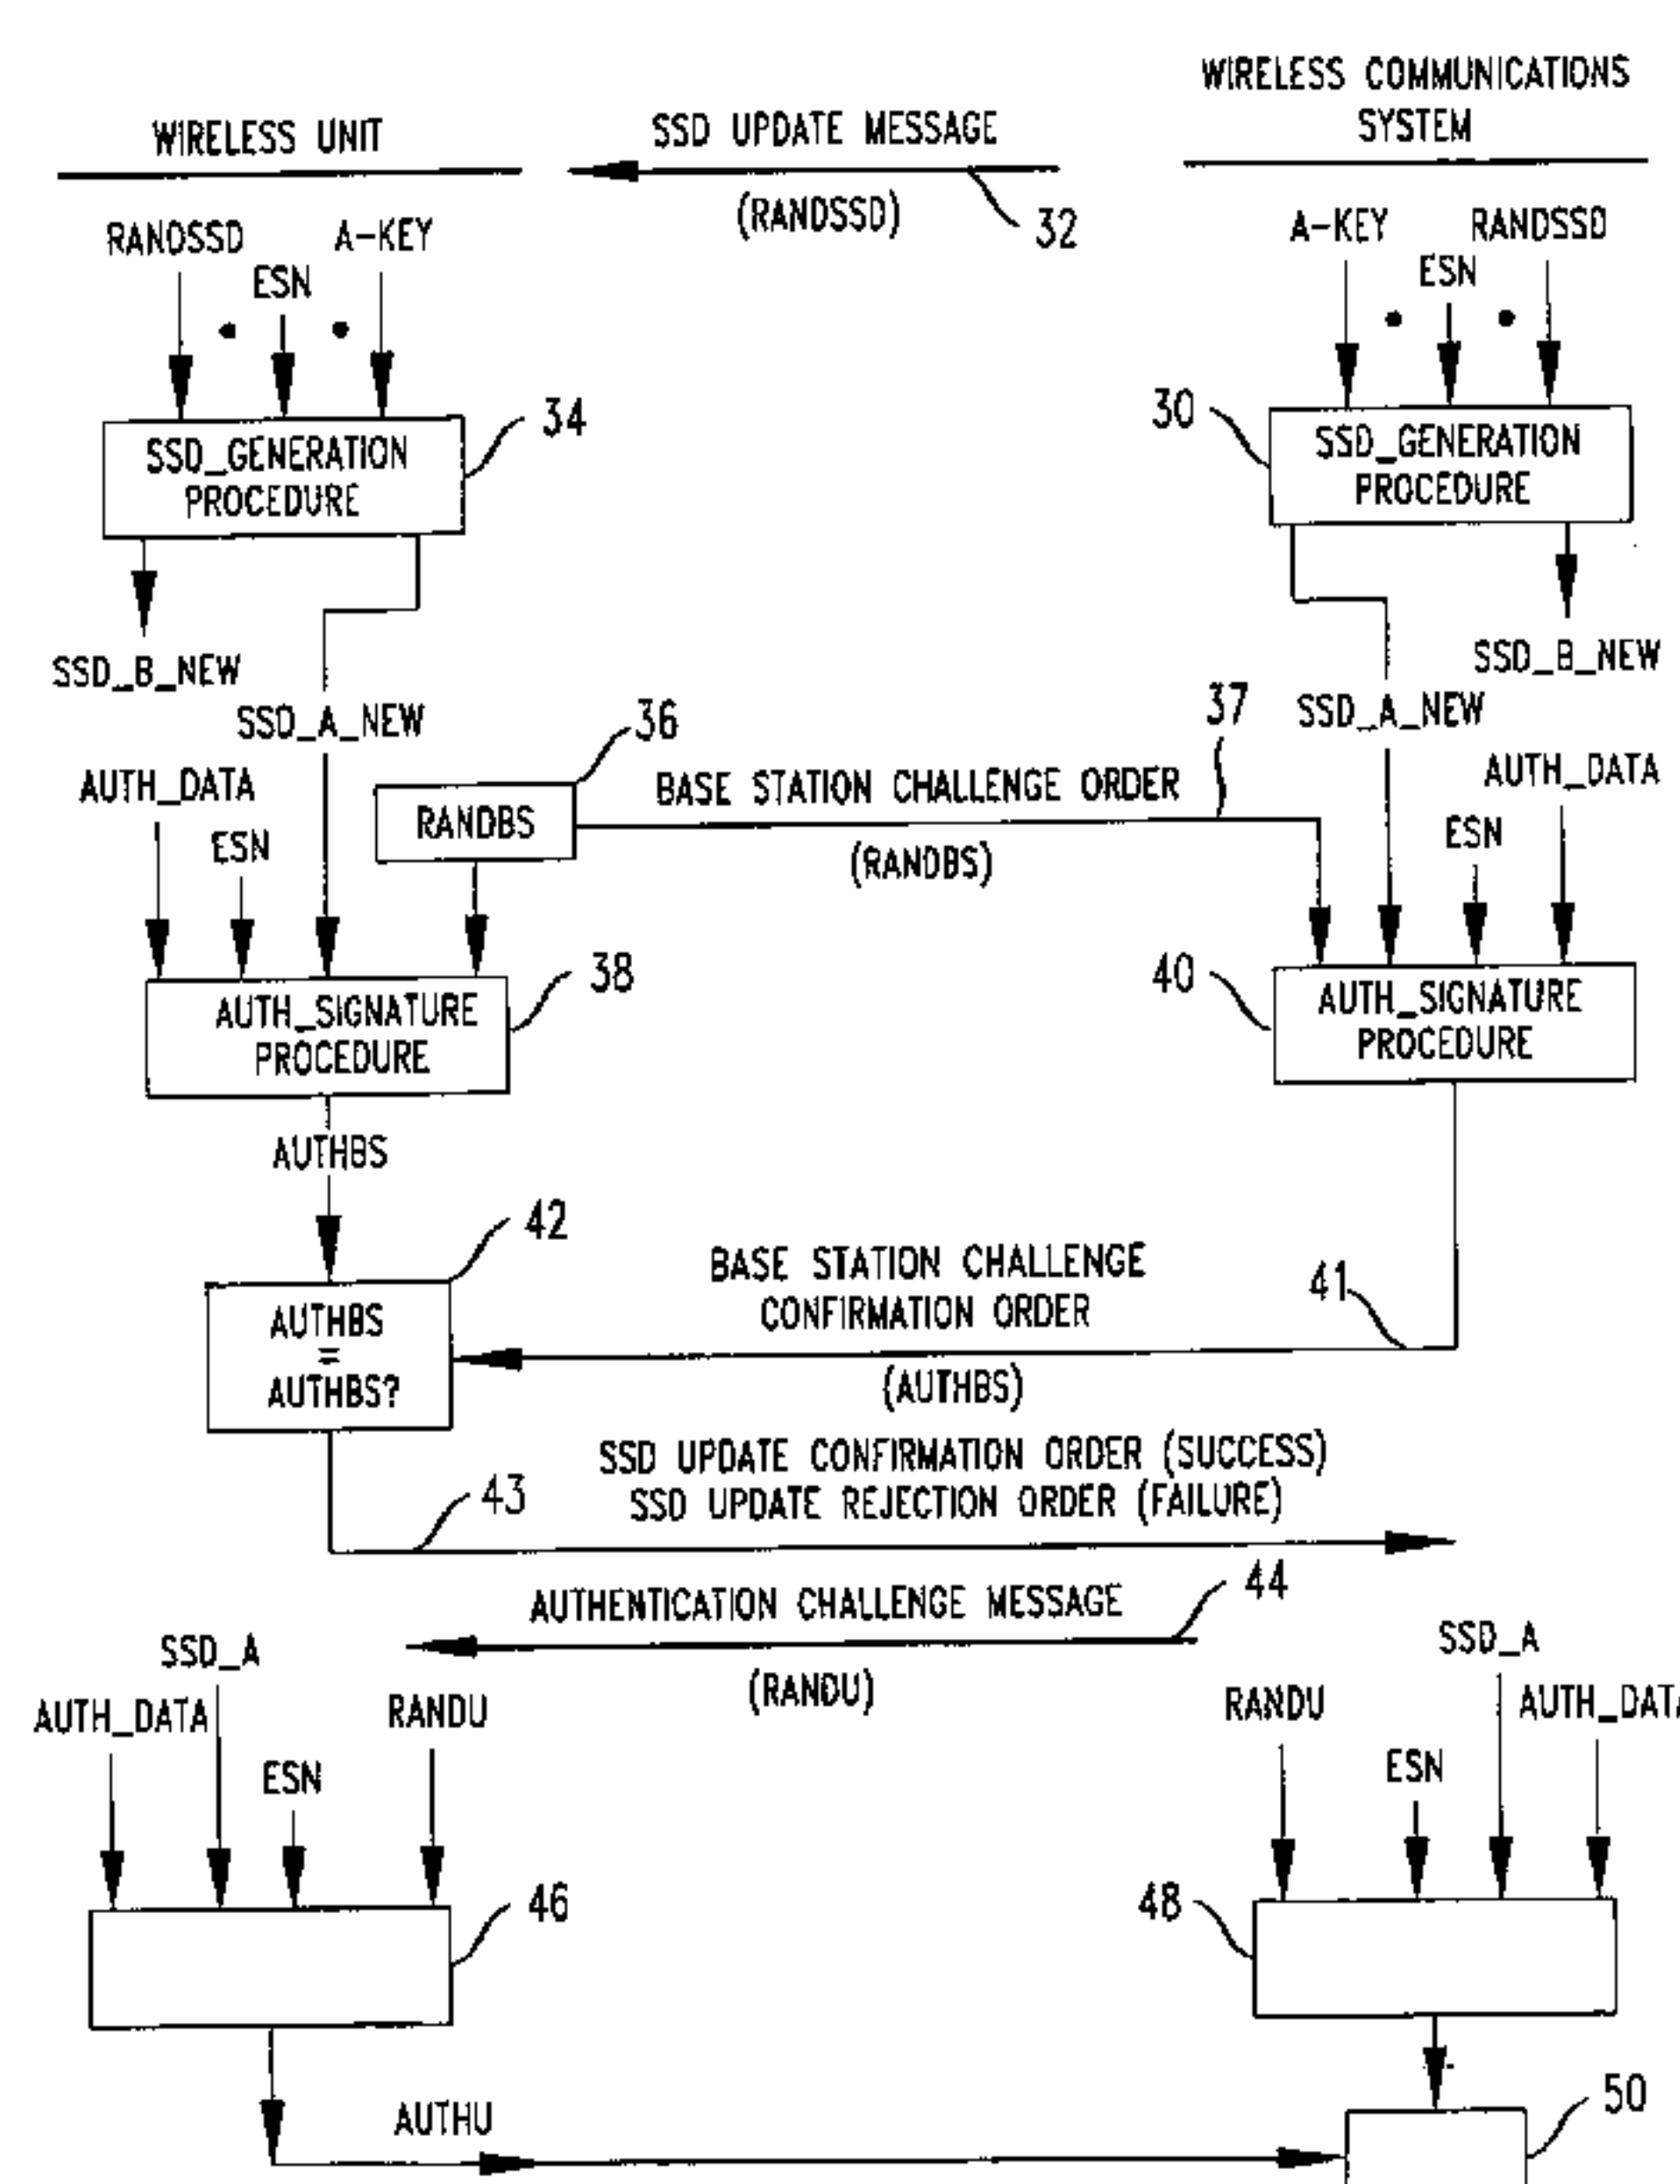 WIRELESS UNIT
SSD UPDATE MESSAGE
(RANDSSD)
32
WIRELESS COMMUNICATIONS
SYSTEM
RANDSSD
ESN
A-KEY
A-KEY
ESN
RANDSSD
SSD_GENERATION
PROCEDURE
34
30
SSD_GENERATION
PROCEDURE
SSD_B_NEW
SSD_A_NEW
SSD_B_NEW
SSD_A_NEW
AUTH_DATA
ESN
36
RANDBS
BASE STATION CHALLENGE ORDER
(RANDBS)
37
ESN
AUTH_DATA
AUTH_SIGNATURE
PROCEDURE
38
40
AUTH_SIGNATURE
PROCEDURE
AUTHBS
42
AUTHBS
=
AUTHBS?
BASE STATION CHALLENGE
CONFIRMATION ORDER
(AUTHBS)
41
SSD UPDATE CONFIRMATION ORDER (SUCCESS)
SSD UPDATE REJECTION ORDER (FAILURE)
43
AUTHENTICATION CHALLENGE MESSAGE
(RANDU)
44
SSD_A
AUTH_DATA
ESN
RANDU
RANDU
ESN
SSD_A
AUTH_DATA
46
48
AUTHU
50